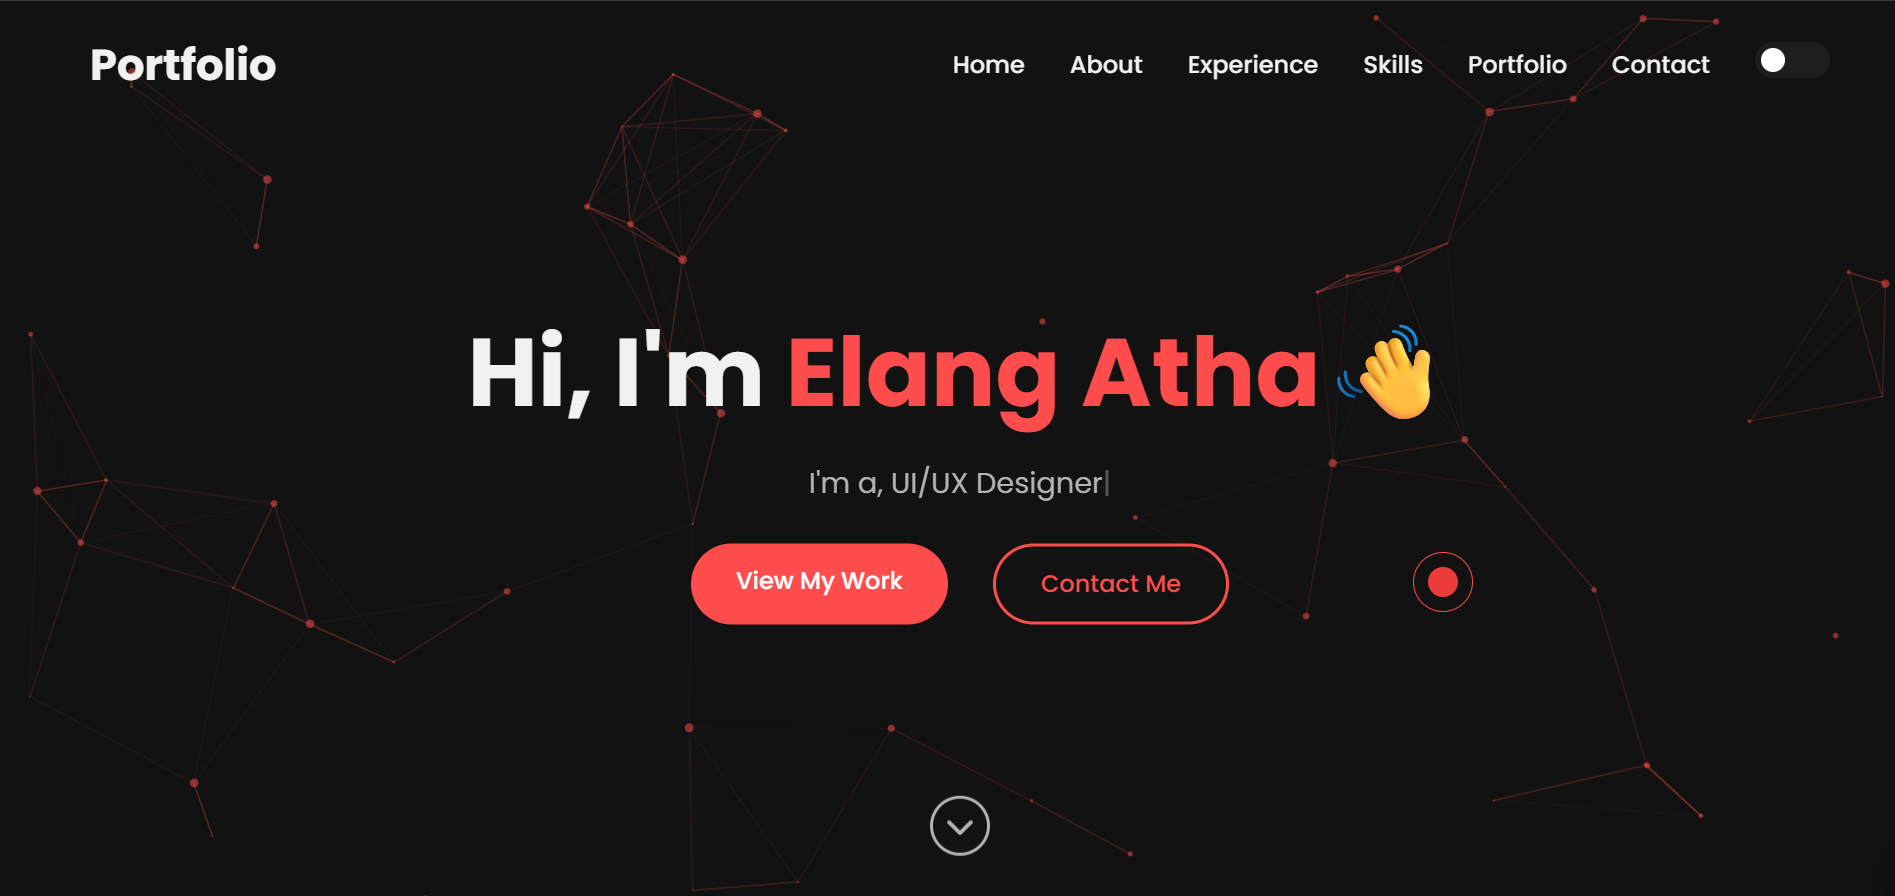 Portfolio
Home About Experience Skills Portfolio Contact
Hi, I'm Elang Atha 👋
I'm a, UI/UX Designer|
View My Work
Contact Me